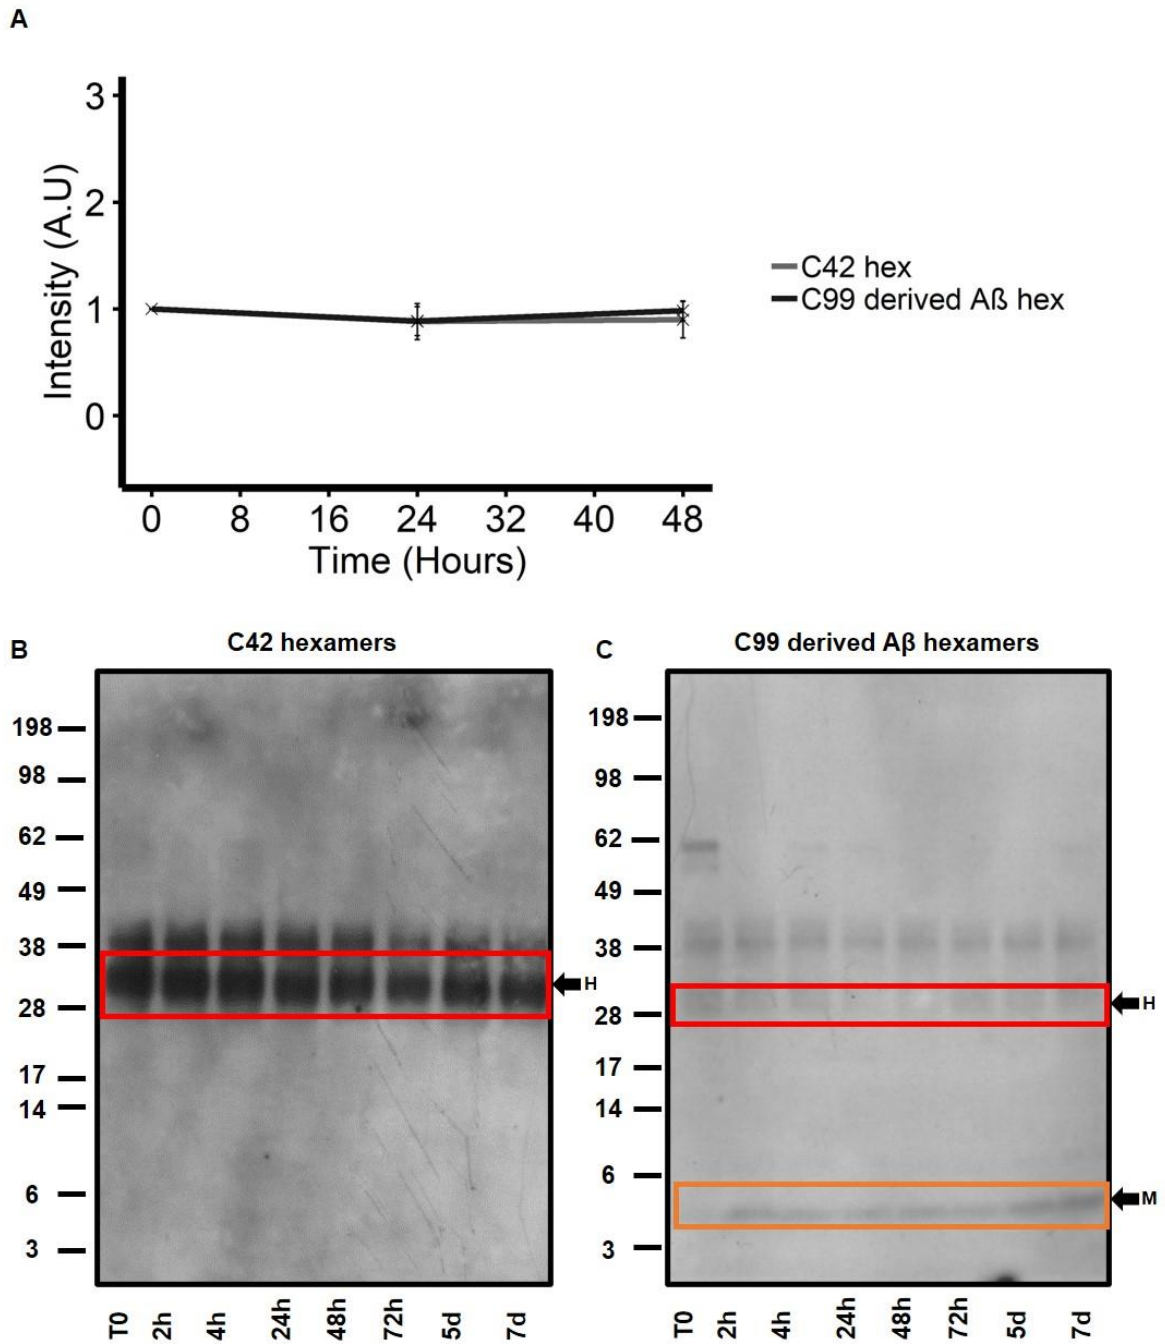 A
3
2
1
0
Intensity (A.U)
0 8 16 24 32 40 48
Time (Hours)
C42 hex
C99 derived Aß hex
B
C42 hexamers
198
98
62
49
38
28
17
14
6
3
H
T0 2h 4h 24h 48h 72h 5d 7d
C
C99 derived Aβ hexamers
198
98
62
49
38
28
17
14
6
3
H
M
T0 2h 4h 24h 48h 72h 5d 7d